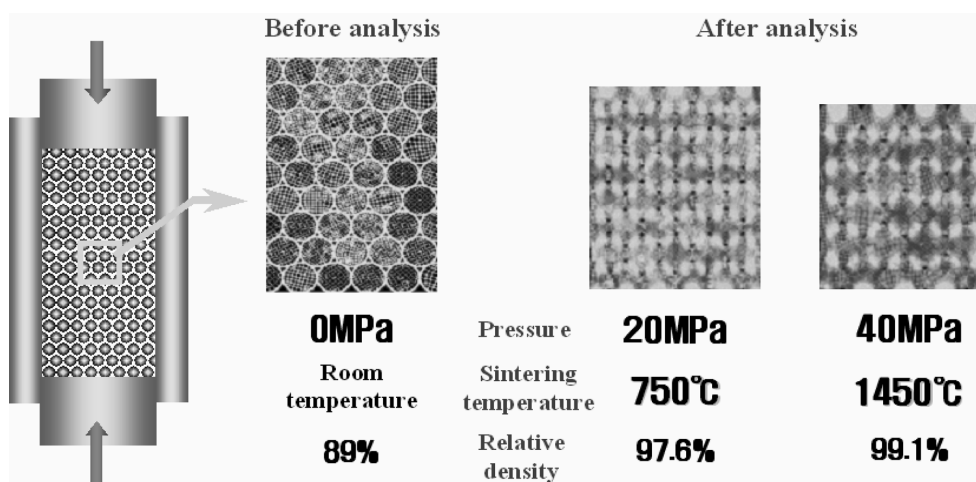 Before analysis
After analysis
0MPa
Pressure
20MPa
40MPa
Room
temperature
Sintering
temperature
750°C
1450°C
89%
Relative
density
97.6%
99.1%